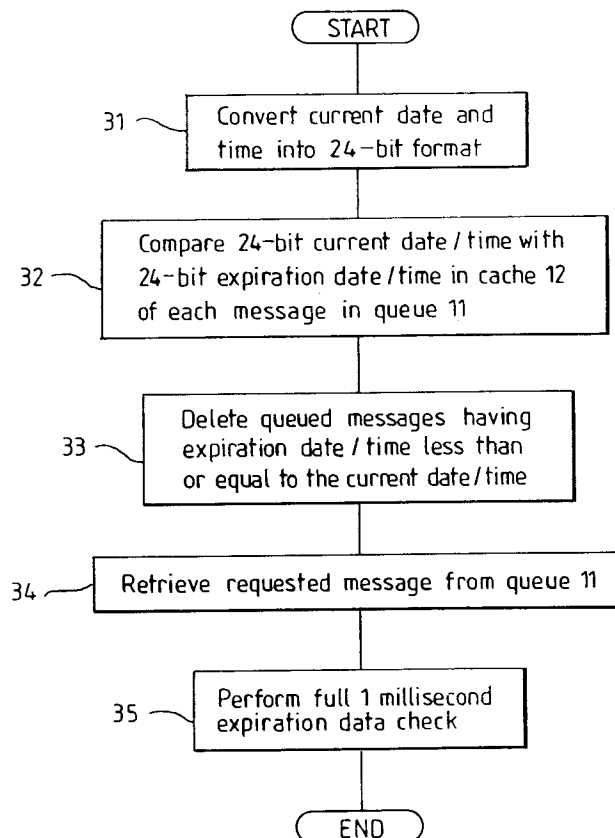 START
31
Convert current date and
time into 24-bit format
32
Compare 24-bit current date/time with
24-bit expiration date/time in cache 12
of each message in queue 11
33
Delete queued messages having
expiration date/time less than
or equal to the current date/time
34
Retrieve requested message from queue 11
35
Perform full 1 millisecond
expiration data check
END